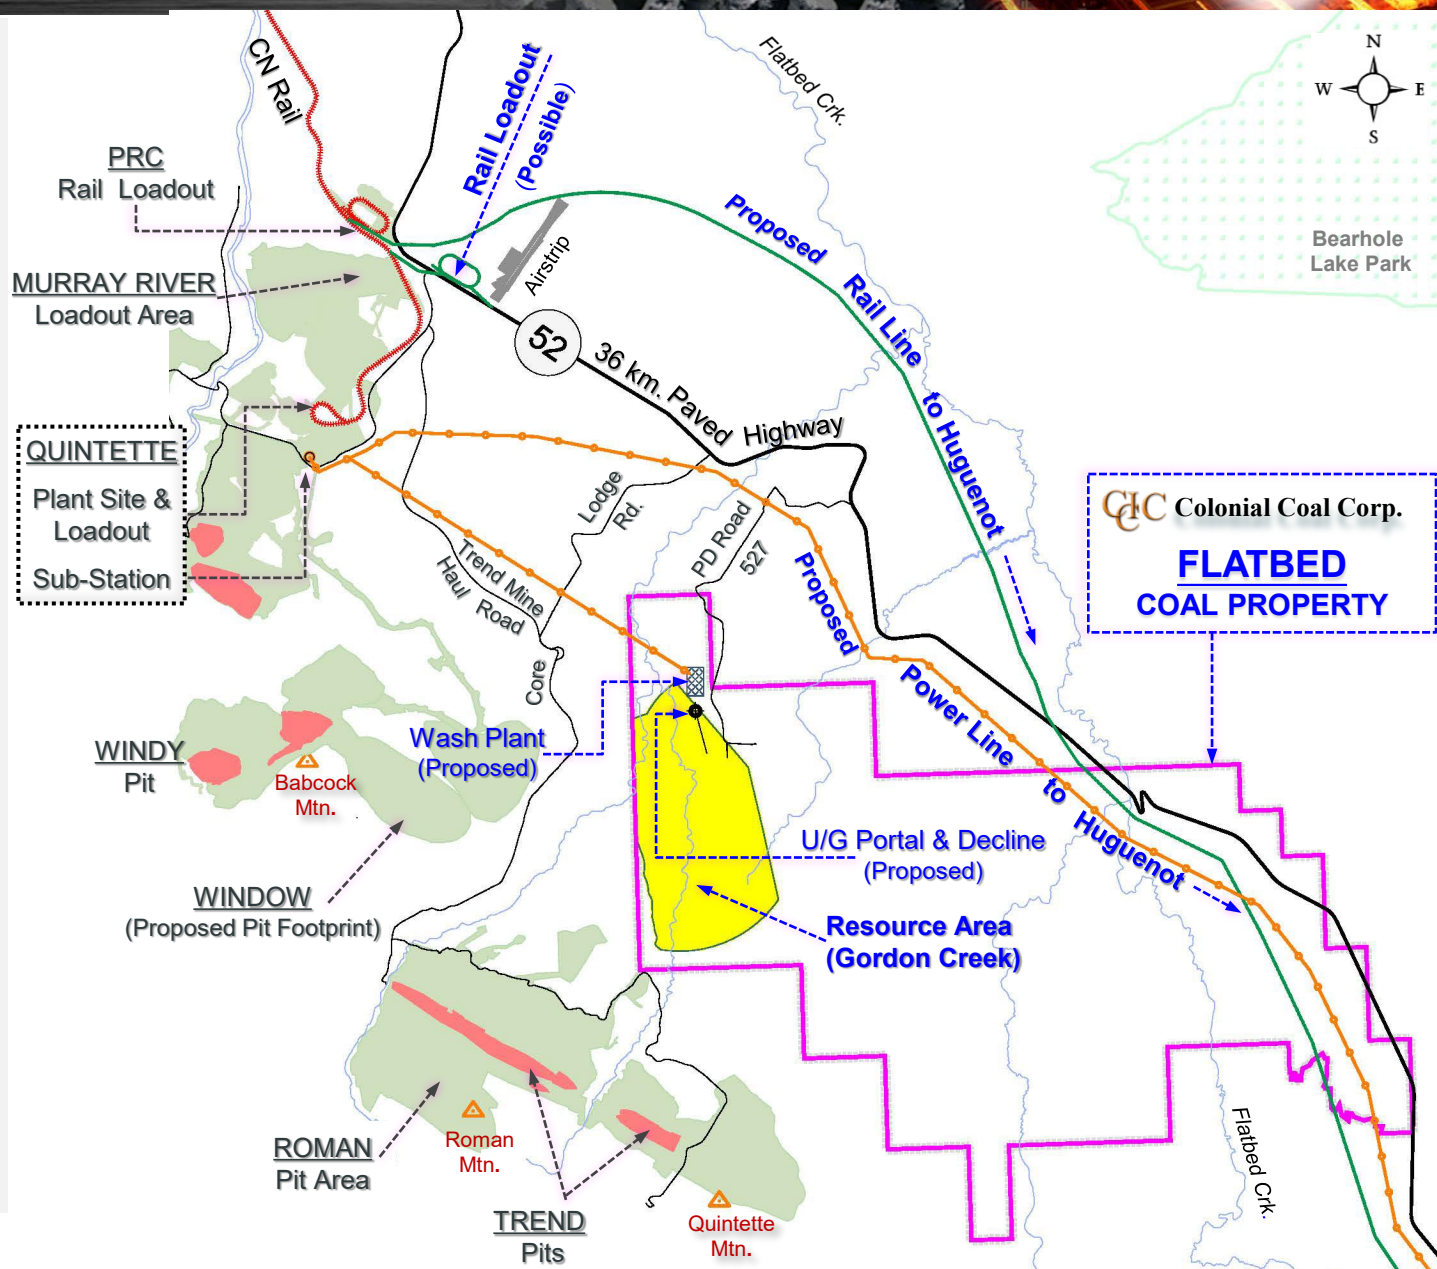 N
W
E
S
CN Rail
Flatbed Crk.
Rail Loadout
(Possible)
PRC
Rail Loadout
Airstrip
Proposed Rail Line to Huguenot
Bearhole
Lake Park
MURRAY RIVER
Loadout Area
52
36 km. Paved Highway
QUINTETTE
Plant Site &
Loadout
Sub-Station
Lodge
Rd.
PD Road
527
Trend Mine
Haul Road
Core
CCC Colonial Coal Corp.
FLATBED
COAL PROPERTY
Proposed Power Line to Huguenot
WINDY
Pit
Babcock
Mtn.
Wash Plant
(Proposed)
U/G Portal & Decline
(Proposed)
WINDOW
(Proposed Pit Footprint)
Resource Area
(Gordon Creek)
ROMAN
Pit Area
Roman
Mtn.
TREND
Pits
Quintette
Mtn.
Flatbed Crk.